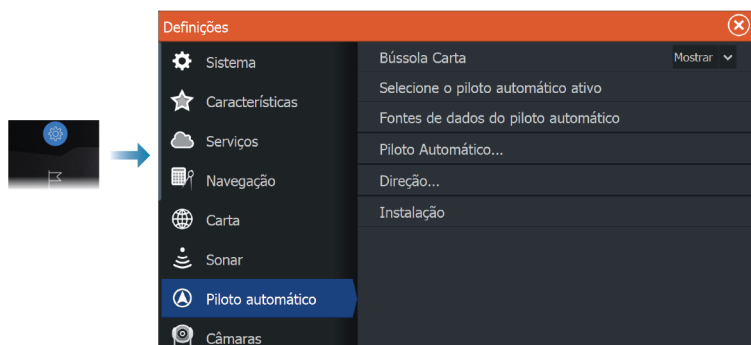 Definições
Sistema
Características
Serviços
Navegação
Carta
Sonar
Piloto automático
Câmaras
Bússola Carta Mostrar
Selecione o piloto automático ativo
Fontes de dados do piloto automático
Piloto Automático...
Direção...
Instalação